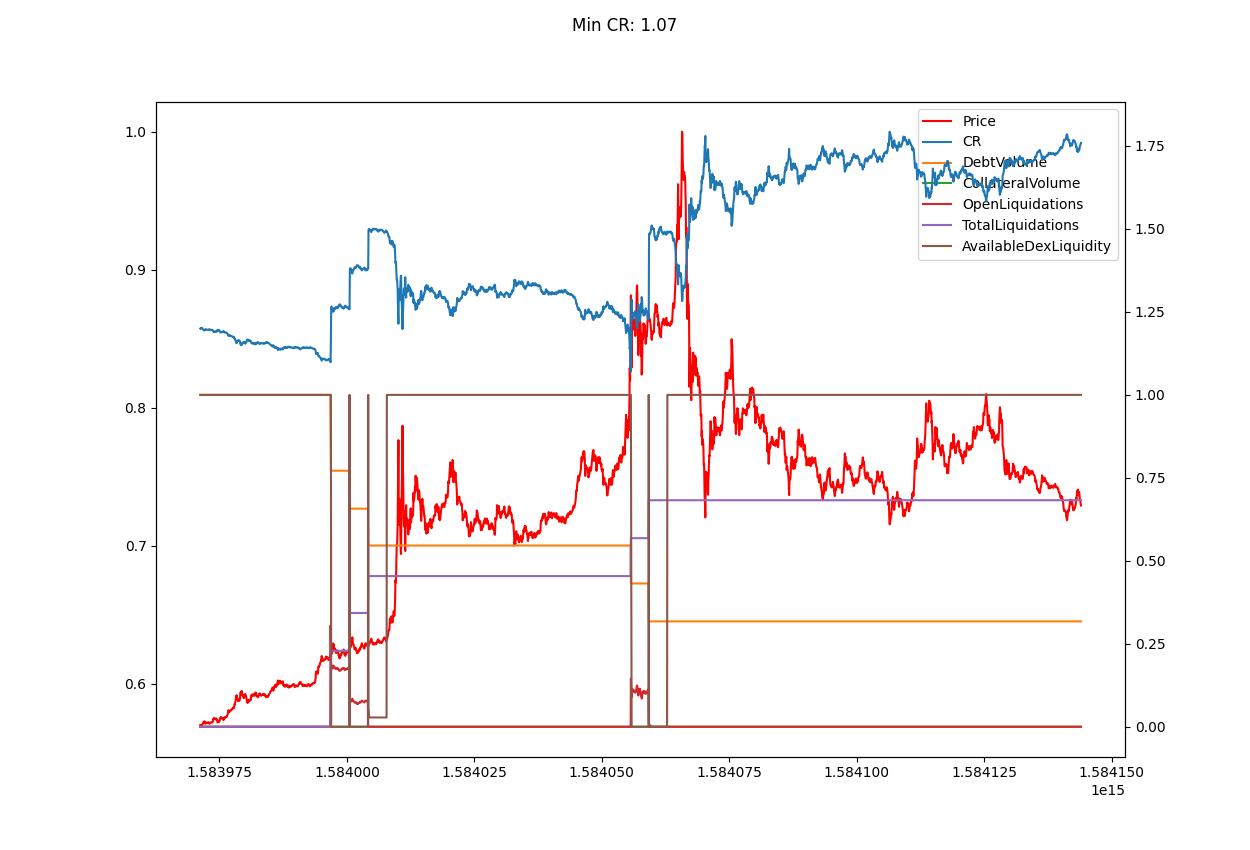 Min CR: 1.07
1.0
0.9
0.8
0.7
0.6
Price
CR
DebtVolume
CollateralVolume
OpenLiquidations
TotalLiquidations
AvailableDexLiquidity
1.75
1.50
1.25
1.00
0.75
0.50
0.25
0.00
1.583975 1.584000 1.584025 1.584050 1.584075 1.584100 1.584125 1.584150
1e15